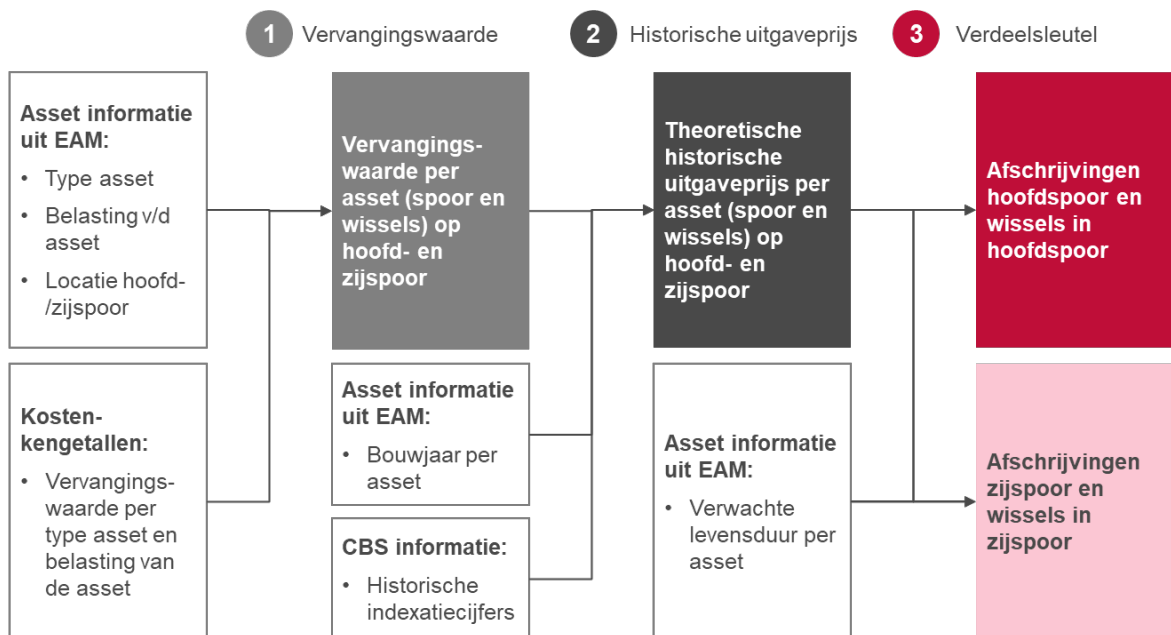 1 Vervangingswaarde
2 Historische uitgaveprijs
3 Verdeelsleutel
Asset informatie
uit EAM:
• Type asset
• Belasting v/d
asset
• Locatie hoofd-
/zijspoor
Kosten-
kengetallen:
• Vervangings-
waarde per
type asset en
belasting van
de asset
Vervangings-
waarde per
asset (spoor en
wissels) op
hoofd- en
zijspoor
Asset informatie
uit EAM:
• Bouwjaar per
asset
CBS informatie:
• Historische
indexatiecijfers
Theoretische
historische
uitgaveprijs per
asset (spoor en
wissels) op
hoofd- en
zijspoor
Asset informatie
uit EAM:
• Verwachte
levensduur per
asset
Afschrijvingen
hoofdspoor en
wissels in
hoofdspoor
Afschrijvingen
zijspoor en
wissels in
zijspoor